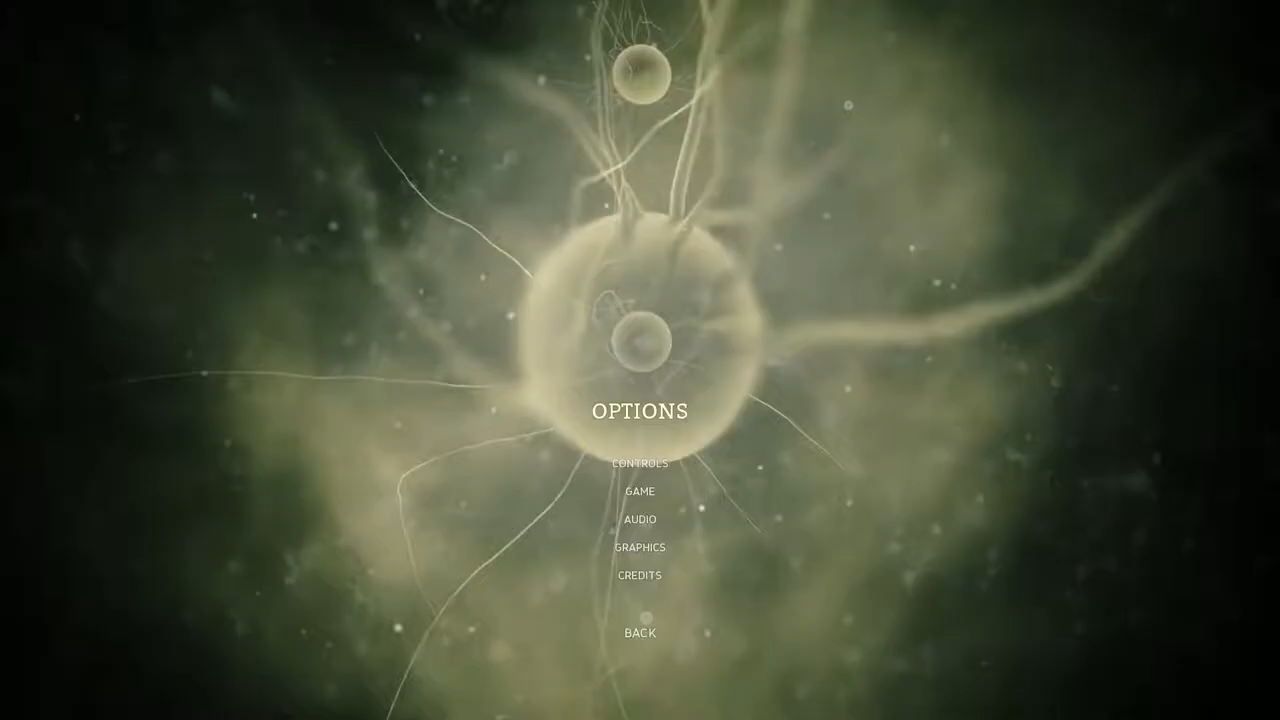 OPTIONS
CONTROLS
GAME
AUDIO
GRAPHICS
CREDITS
BACK